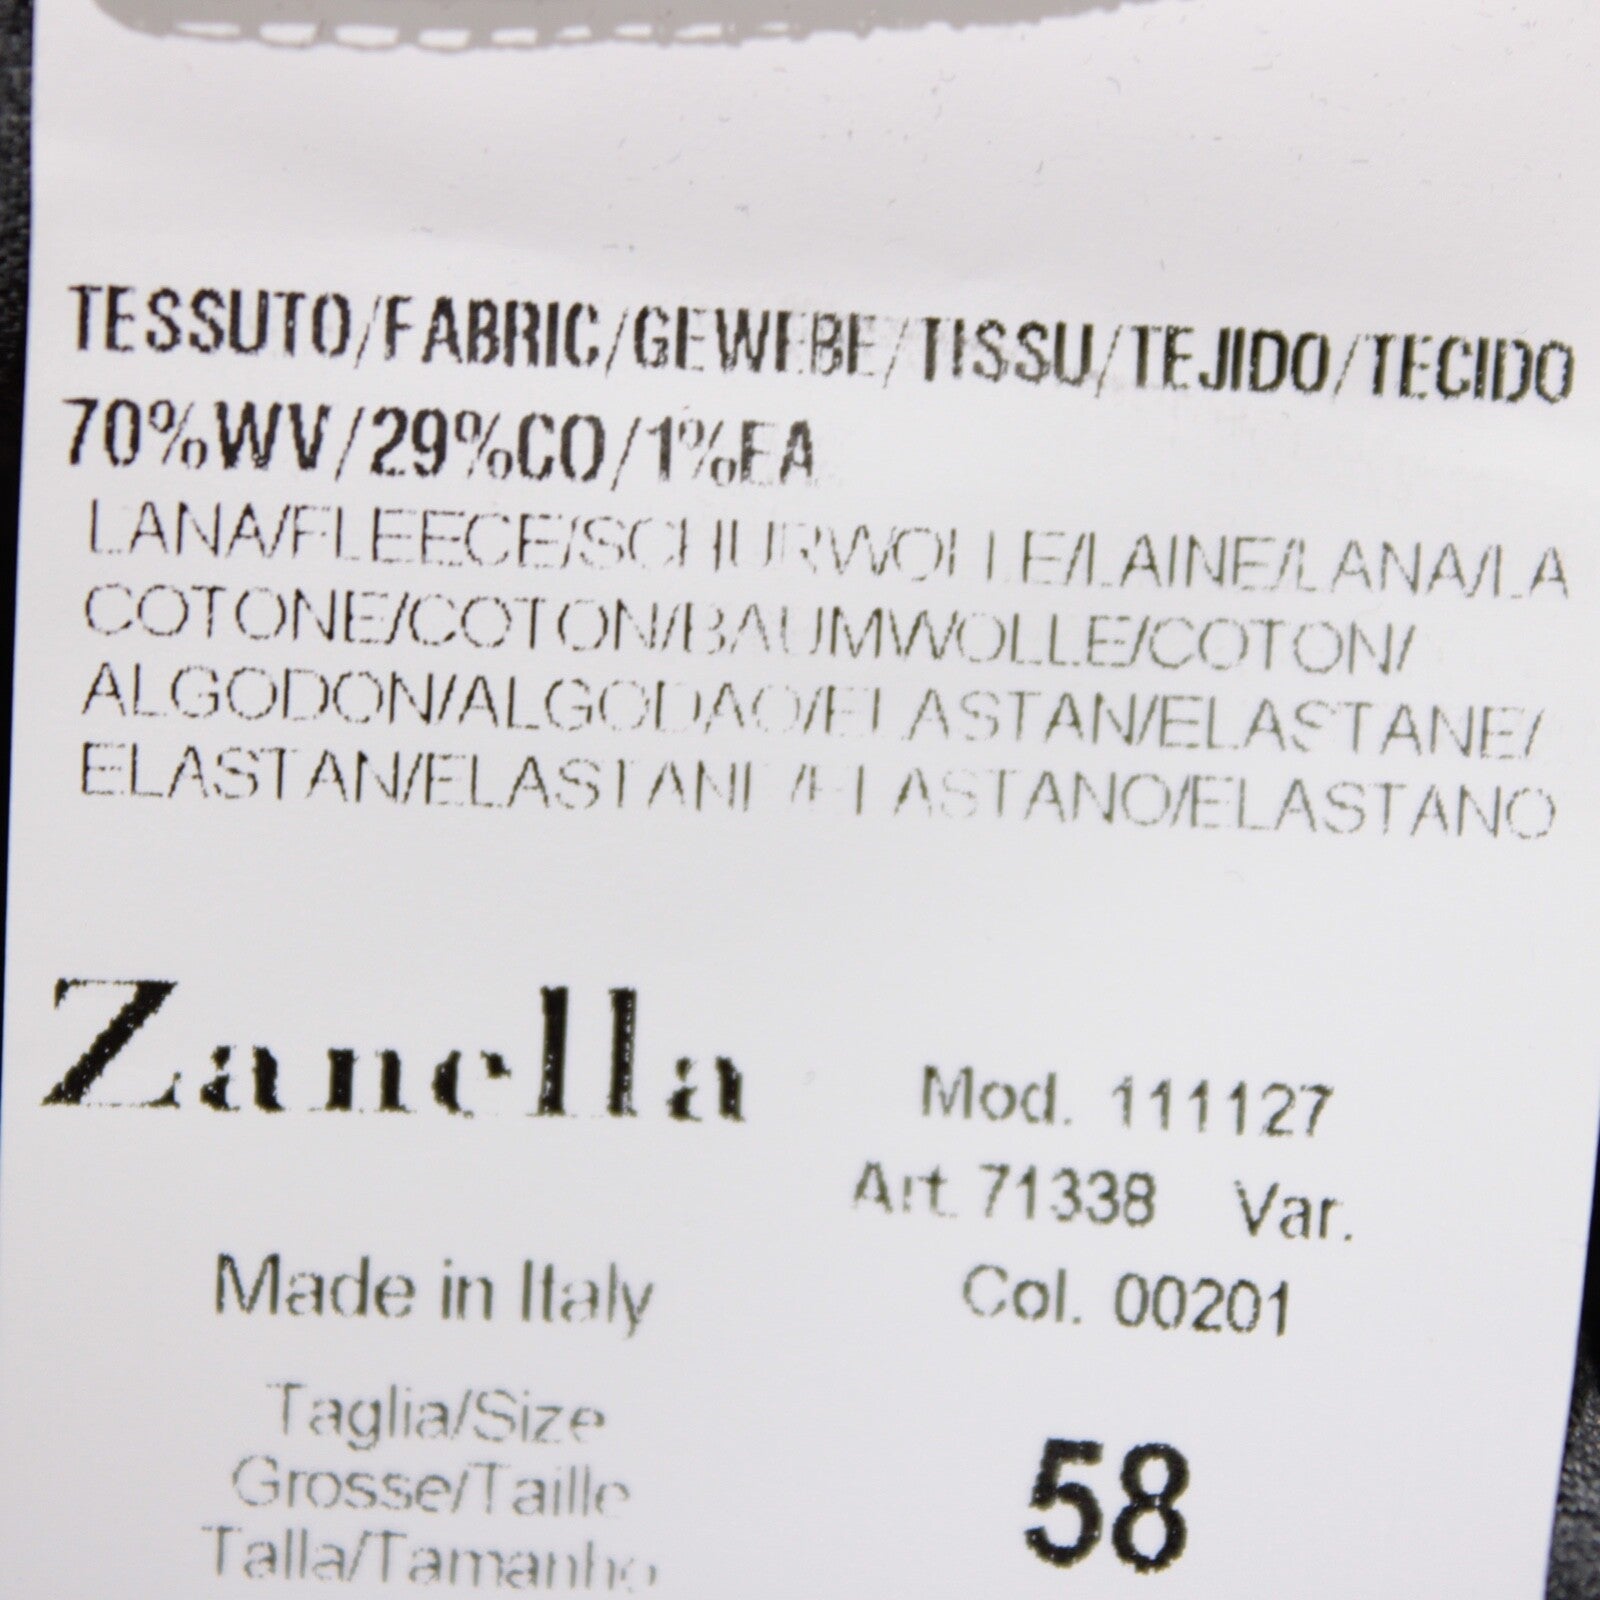 TESSUTO/FABRIC/GEWEBE/TISSU/TEJIDO/TECIDO
70%WV/29%CO/1%EA
LANA/FLEECE/SCHURWOLLE/LAINE/LANA/LA
COTONE/COTON/BAUMWOLLE/COTON/
ALGODON/ALGODAO/ELASTAN/ELASTANE/
ELASTAN/ELASTANE/ELASTANO/ELASTANO
Zanella
Mod. 111127
Art. 71338 Var.
Made in Italy
Col. 00201
Taglia/Size
Grosse/Taille
Talla/Tamanho
58